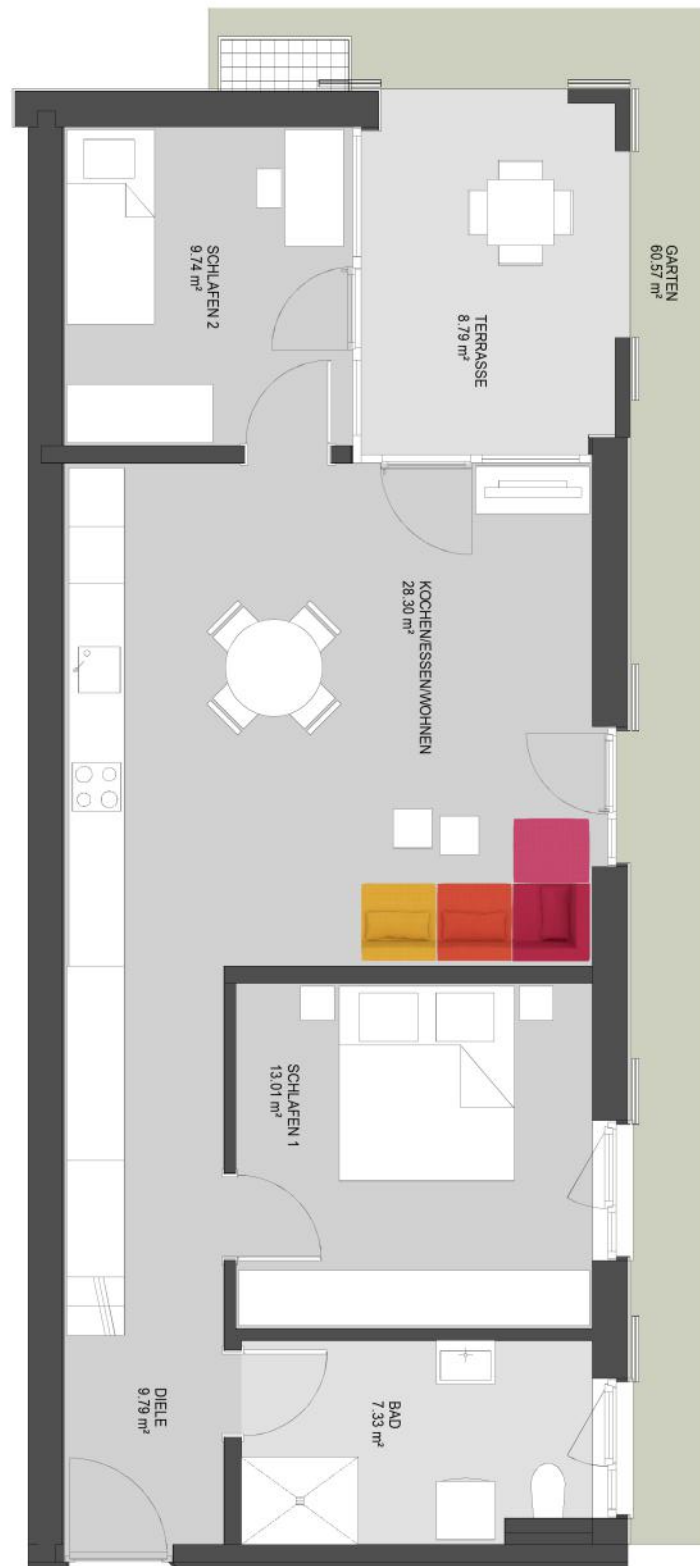 SCHLAFEN 2
9.74 m²
TERRASSE
8.79 m²
GARTEN
60.57 m²
KOCHEN/ESSEN/WOHNEN
28.30 m²
SCHLAFEN 1
13.01 m²
DIELE
9.79 m²
BAD
7.33 m²